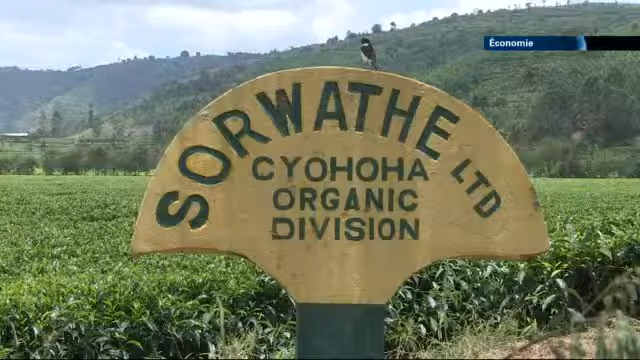 Économie
SORWATHE LTD
CYOHOHA
ORGANIC
DIVISION